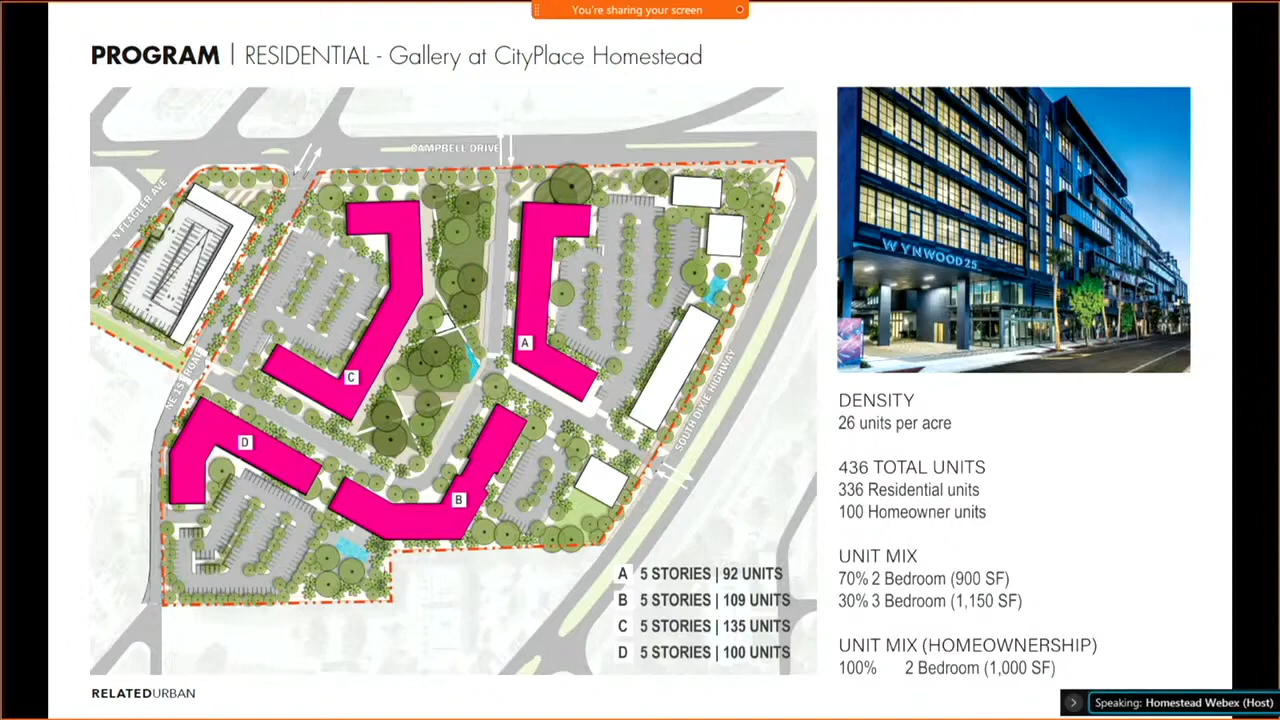 You're sharing your screen
PROGRAM | RESIDENTIAL - Gallery at CityPlace Homestead
CAMPBELL DRIVE
N FLAGLER AVE
NE 1ST ROAD
SOUTH DIXIE HIGHWAY
A
C
D
B
A 5 STORIES | 92 UNITS
B 5 STORIES | 109 UNITS
C 5 STORIES | 135 UNITS
D 5 STORIES | 100 UNITS
WYNWOOD 25
DENSITY
26 units per acre
436 TOTAL UNITS
336 Residential units
100 Homeowner units
UNIT MIX
70% 2 Bedroom (900 SF)
30% 3 Bedroom (1,150 SF)
UNIT MIX (HOMEOWNERSHIP)
100% 2 Bedroom (1,000 SF)
RELATEDURBAN
Speaking: Homestead Webex (Host)